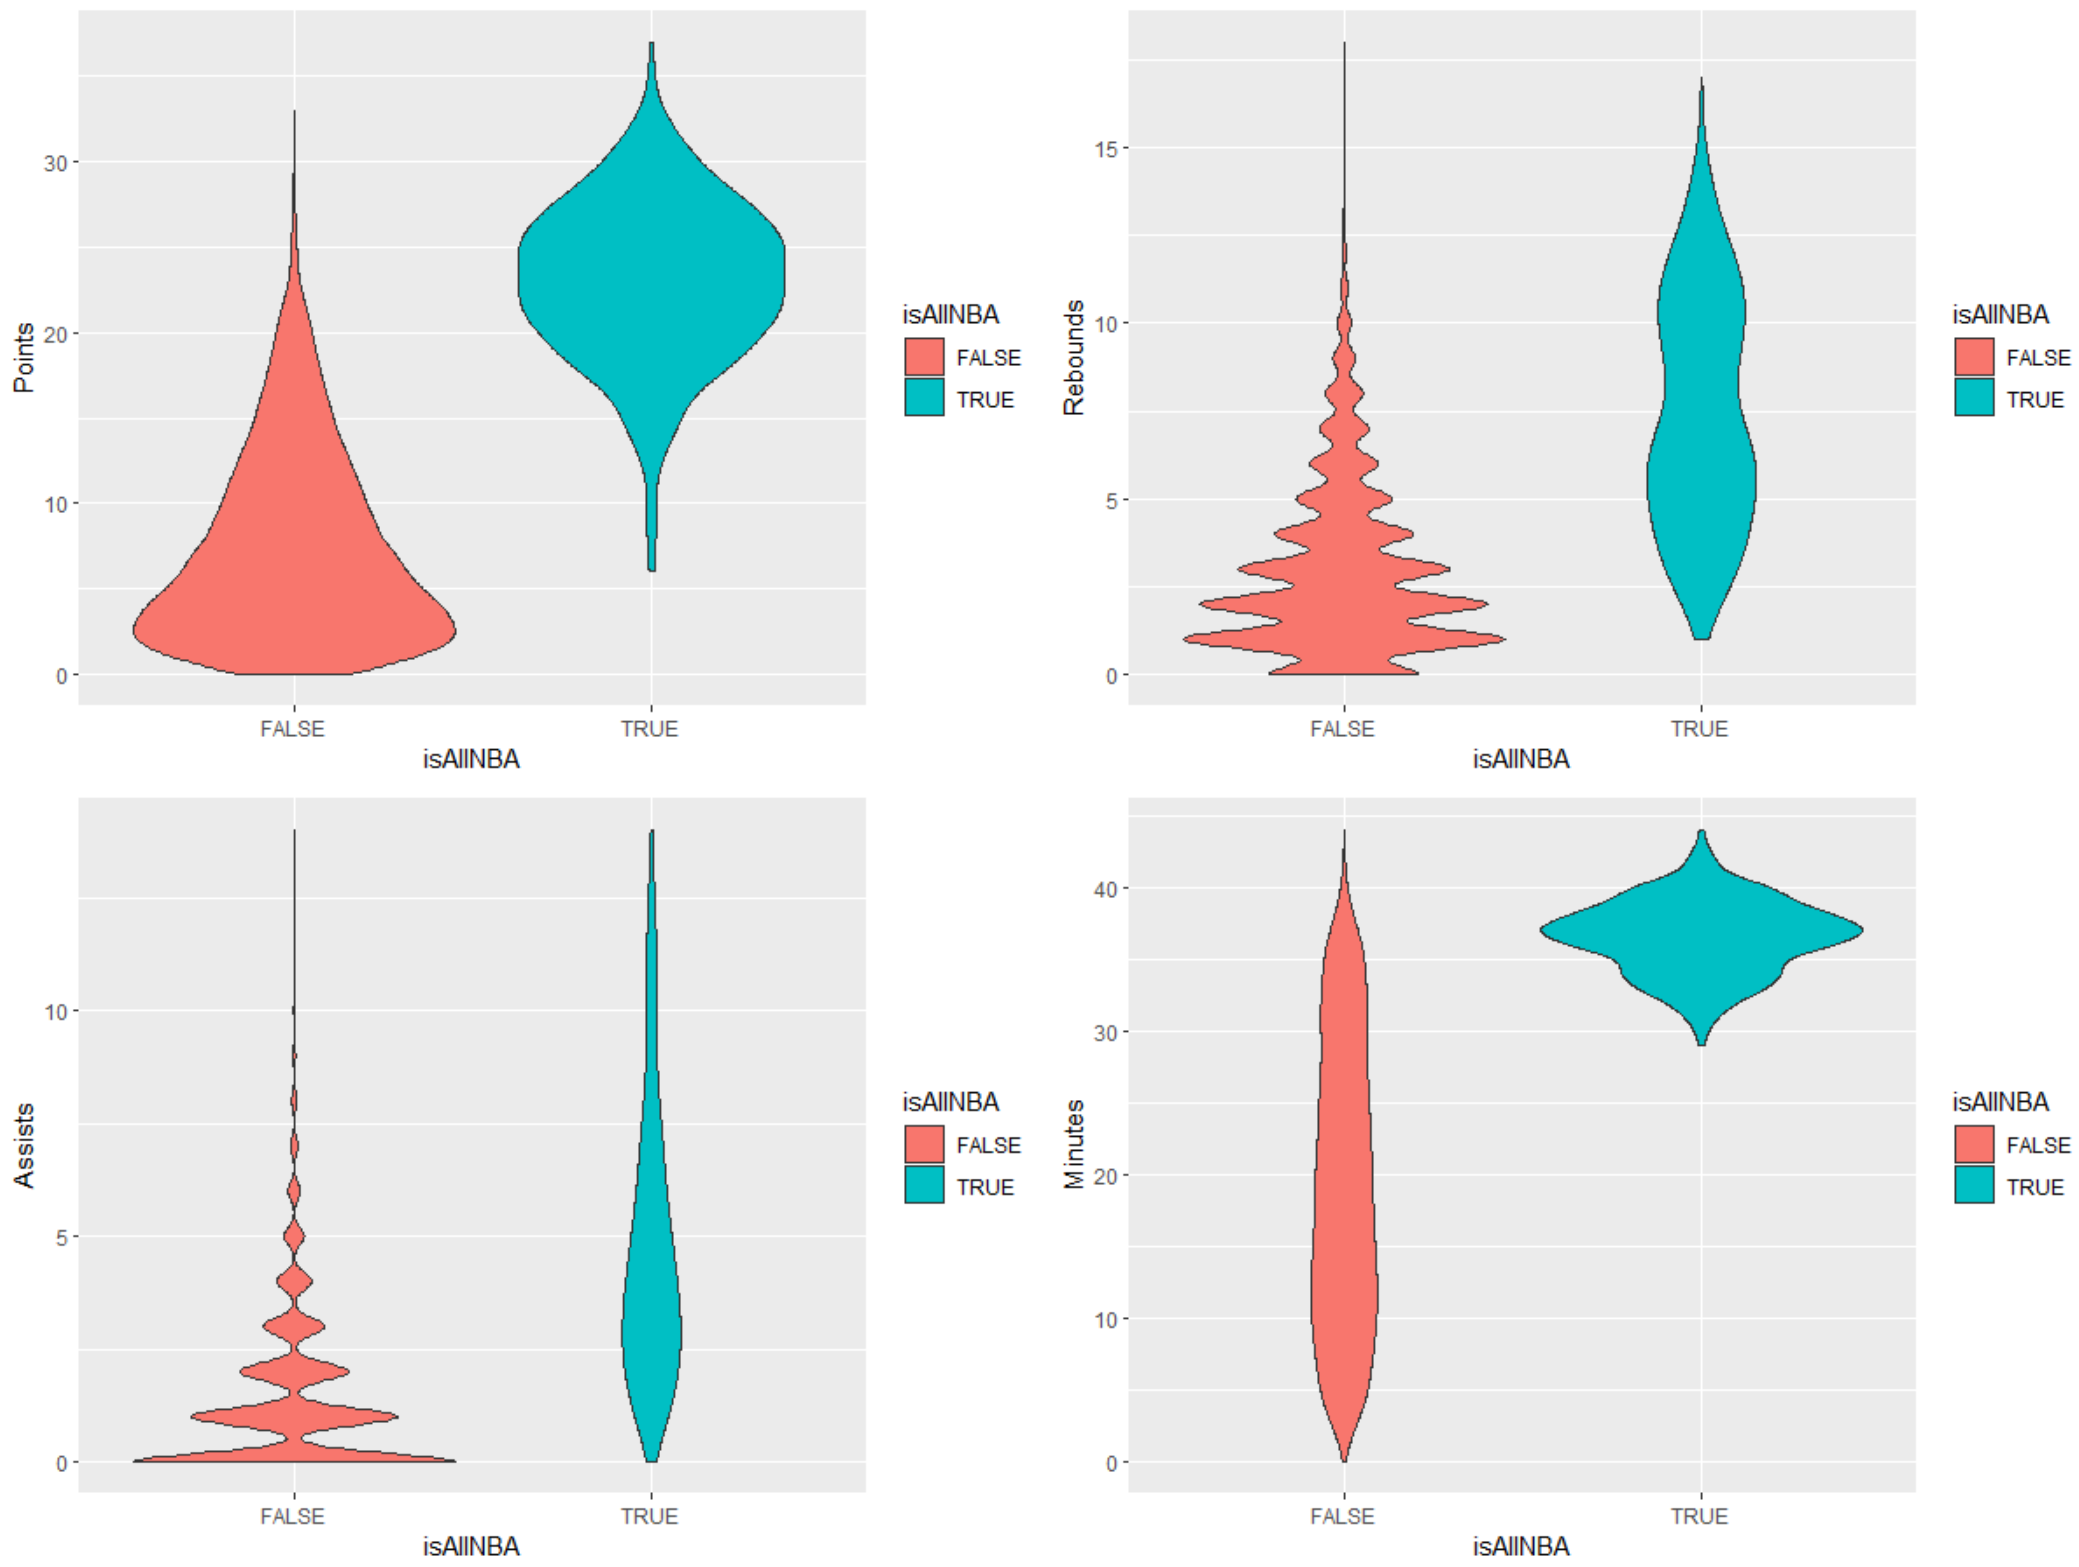 Points
30
20
10
0
FALSE
TRUE
isAllNBA
isAllNBA
FALSE
TRUE
Rebounds
15
10
5
0
FALSE
TRUE
isAllNBA
isAllNBA
FALSE
TRUE
Assists
10
5
0
FALSE
TRUE
isAllNBA
isAllNBA
FALSE
TRUE
Minutes
40
30
20
10
0
FALSE
TRUE
isAllNBA
isAllNBA
FALSE
TRUE